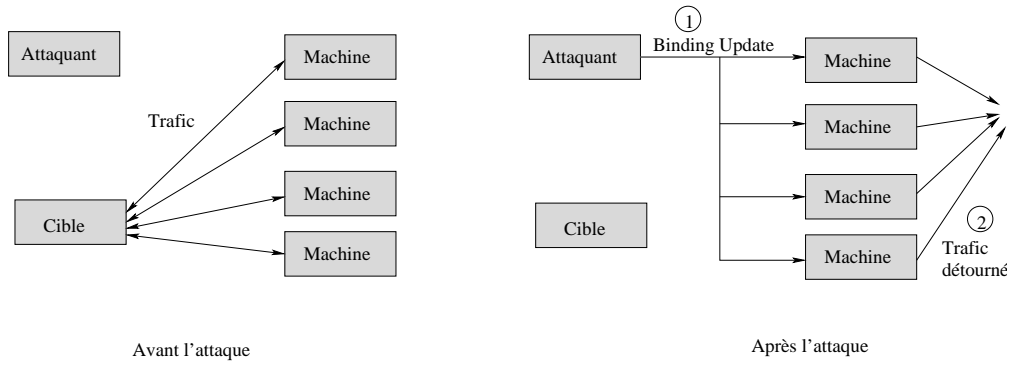 Attaquant
Machine
Machine
Trafic
Machine
Cible
Machine
Avant l'attaque
1
Binding Update
Attaquant
Machine
Machine
Machine
Cible
2
Machine
Trafic
détourné
Après l'attaque